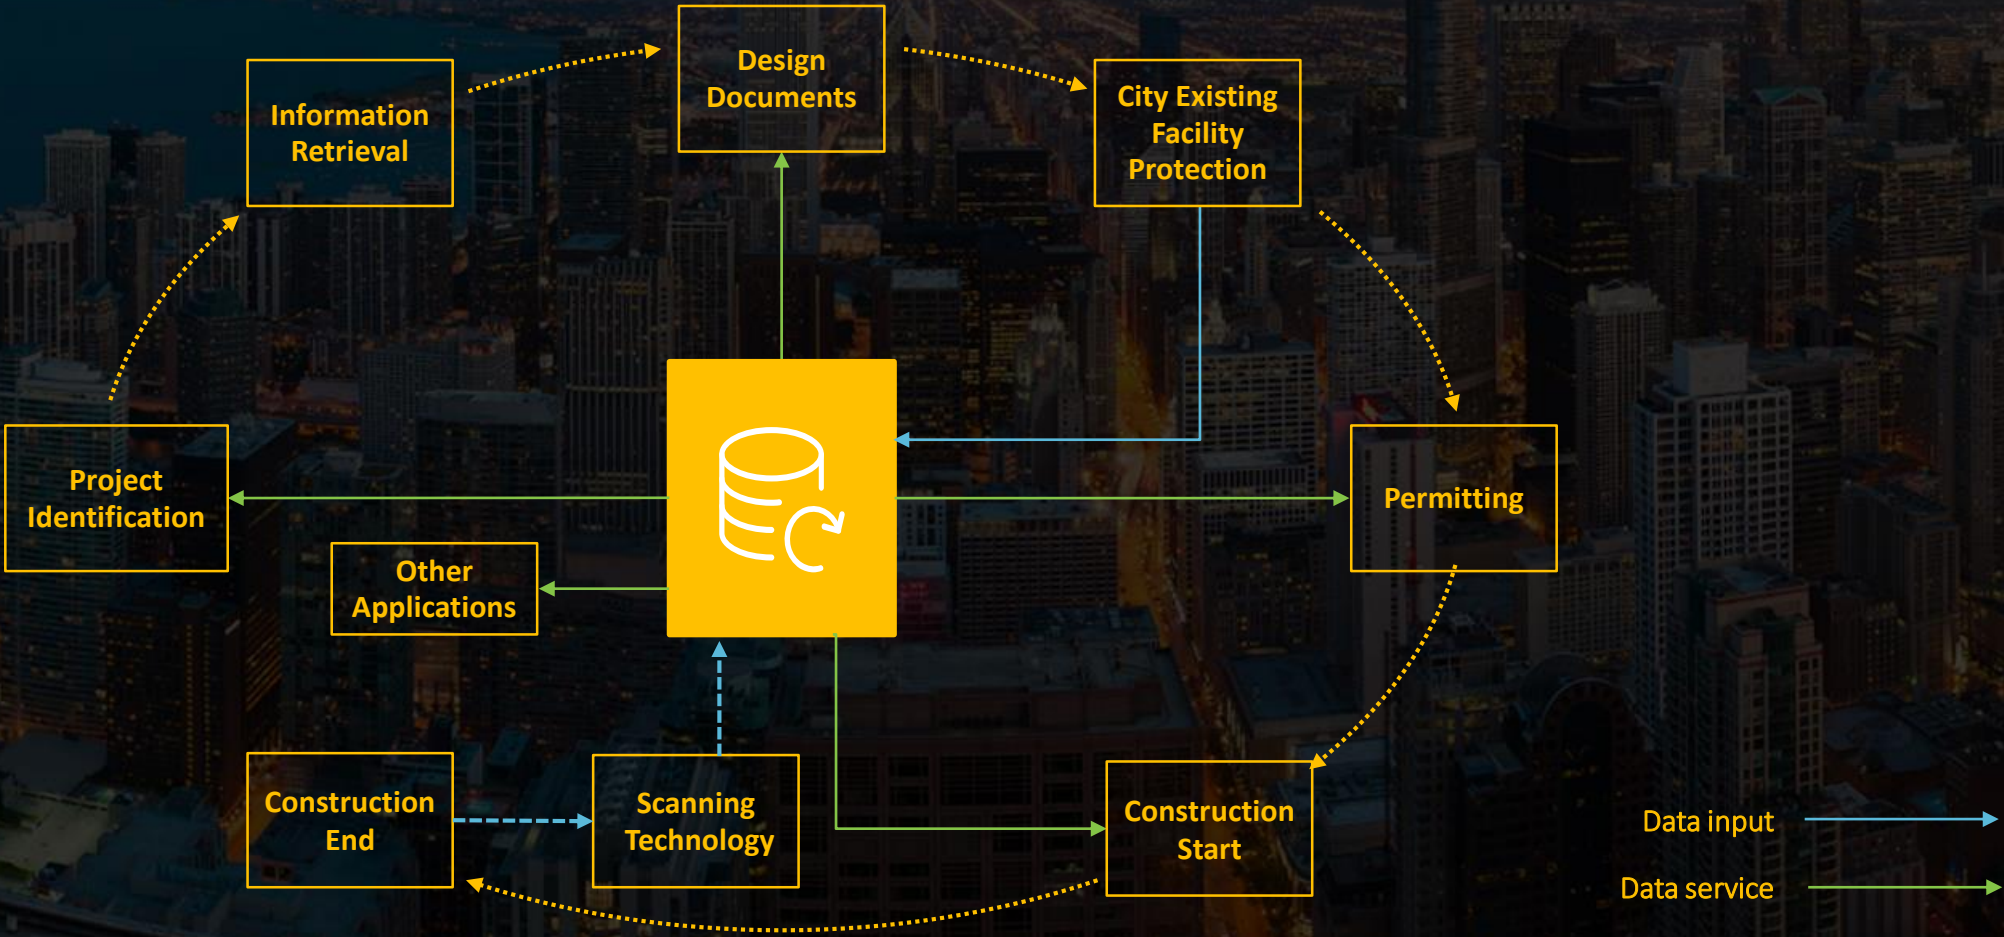 Design
Documents
Information
Retrieval
City Existing
Facility
Protection
Project
Identification
Permitting
Other
Applications
Construction
End
Scanning
Technology
Construction
Start
Data input
Data service